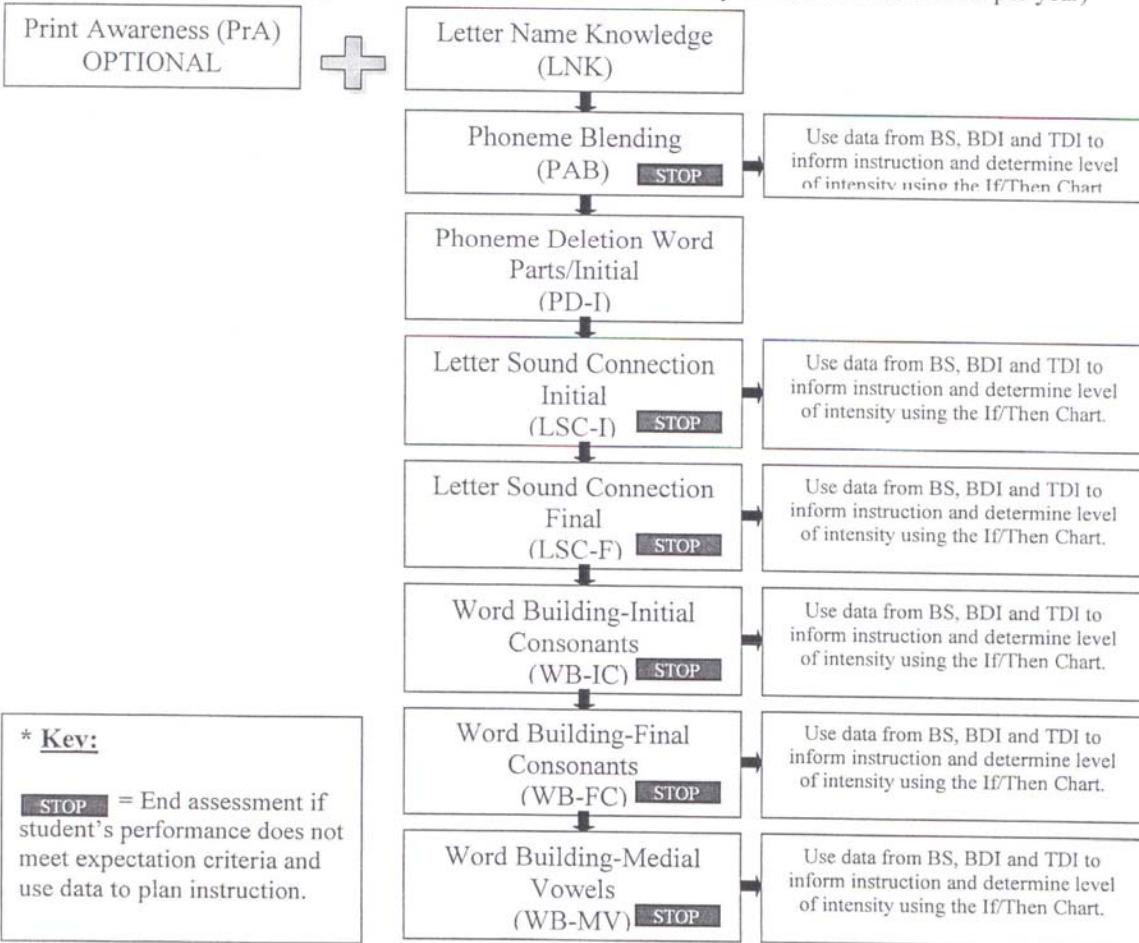 per year)
Print Awareness (PrA)
OPTIONAL
Letter Name Knowledge
(LNK)
Phoneme Blending
(PAB) STOP
Use data from BS, BDI and TDI to
inform instruction and determine level
of intensity using the If/Then Chart
Phoneme Deletion Word
Parts/Initial
(PD-I)
Letter Sound Connection
Initial
(LSC-I) STOP
Use data from BS, BDI and TDI to
inform instruction and determine level
of intensity using the If/Then Chart.
Letter Sound Connection
Final
(LSC-F) STOP
Use data from BS, BDI and TDI to
inform instruction and determine level
of intensity using the If/Then Chart.
Word Building-Initial
Consonants
(WB-IC) STOP
Use data from BS, BDI and TDI to
inform instruction and determine level
of intensity using the If/Then Chart.
Word Building-Final
Consonants
(WB-FC) STOP
Use data from BS, BDI and TDI to
inform instruction and determine level
of intensity using the If/Then Chart.
Word Building-Medial
Vowels
(WB-MV) STOP
Use data from BS, BDI and TDI to
inform instruction and determine level
of intensity using the If/Then Chart.
* Key:
STOP = End assessment if
student's performance does not
meet expectation criteria and
use data to plan instruction.